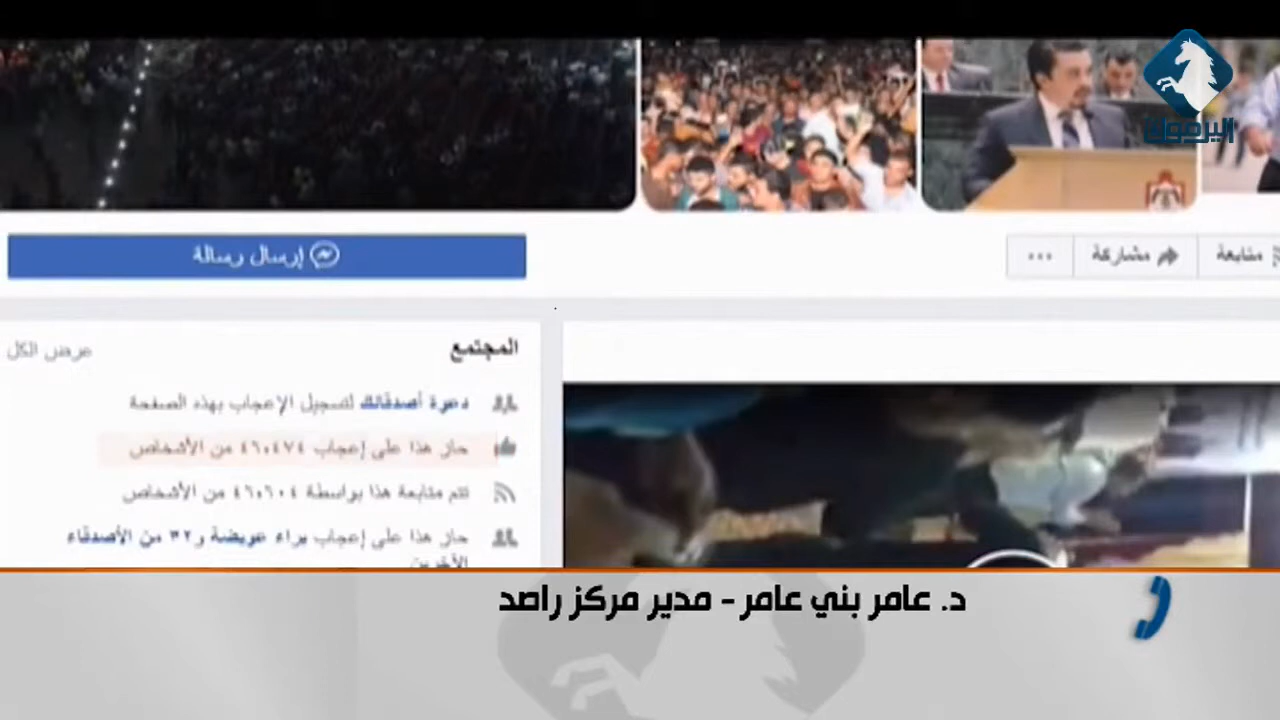 اليرموك
إرسال رسالة
متابعة
مشاركة
المجتمع
عرض الكل
دعوة أصدقائك لتسجيل الإعجاب بهذه الصفحة
حاز هذا على إعجاب ٤٦٠٤٧٤ من الأشخاص
تتم متابعة هذا بواسطة ٤٦٠٦٠٤ من الأشخاص
حاز هذا على إعجاب براء عويضة و٣٢ من الأصدقاء
الآخرين
د. عامر بني عامر - مدير مركز راصد